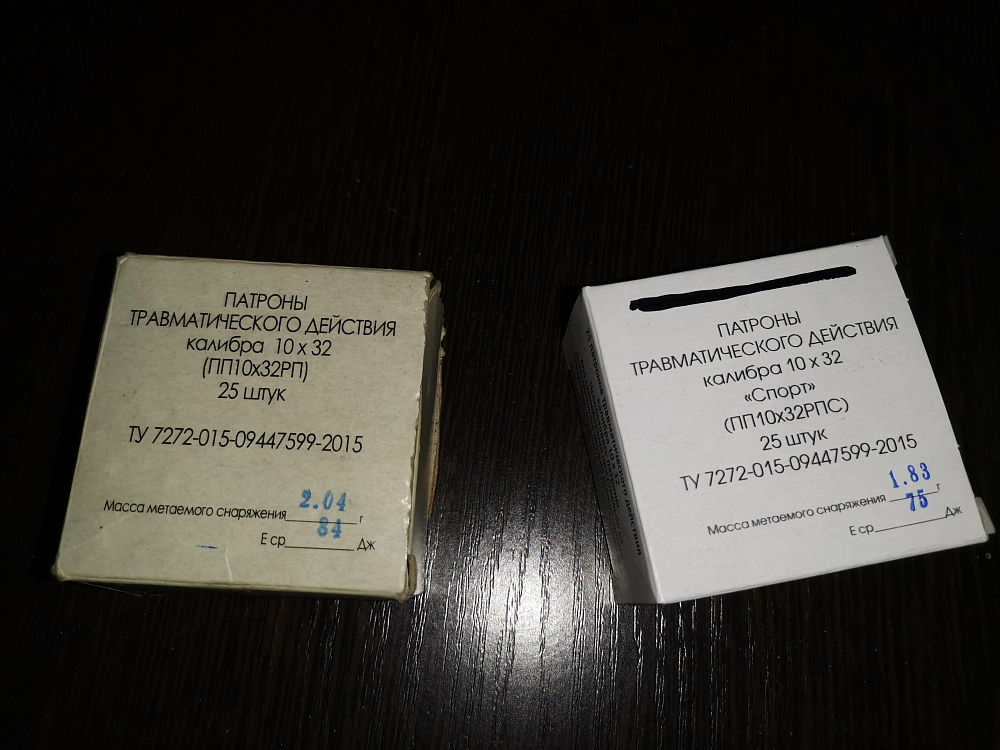 ПАТРОНЫ
ТРАВМАТИЧЕСКОГО ДЕЙСТВИЯ
калибра 10 х 32
(ПП10х32РП)
25 штук
ТУ 7272-015-09447599-2015
Масса метаемого снаряжения 2.04 г
Е ср 84 Дж
ПАТРОНЫ
ТРАВМАТИЧЕСКОГО ДЕЙСТВИЯ
калибра 10 х 32
«Спорт»
(ПП10х32РПС)
25 штук
ТУ 7272-015-09447599-2015
Масса метаемого снаряжения 1.83 г
Е ср 75 Дж